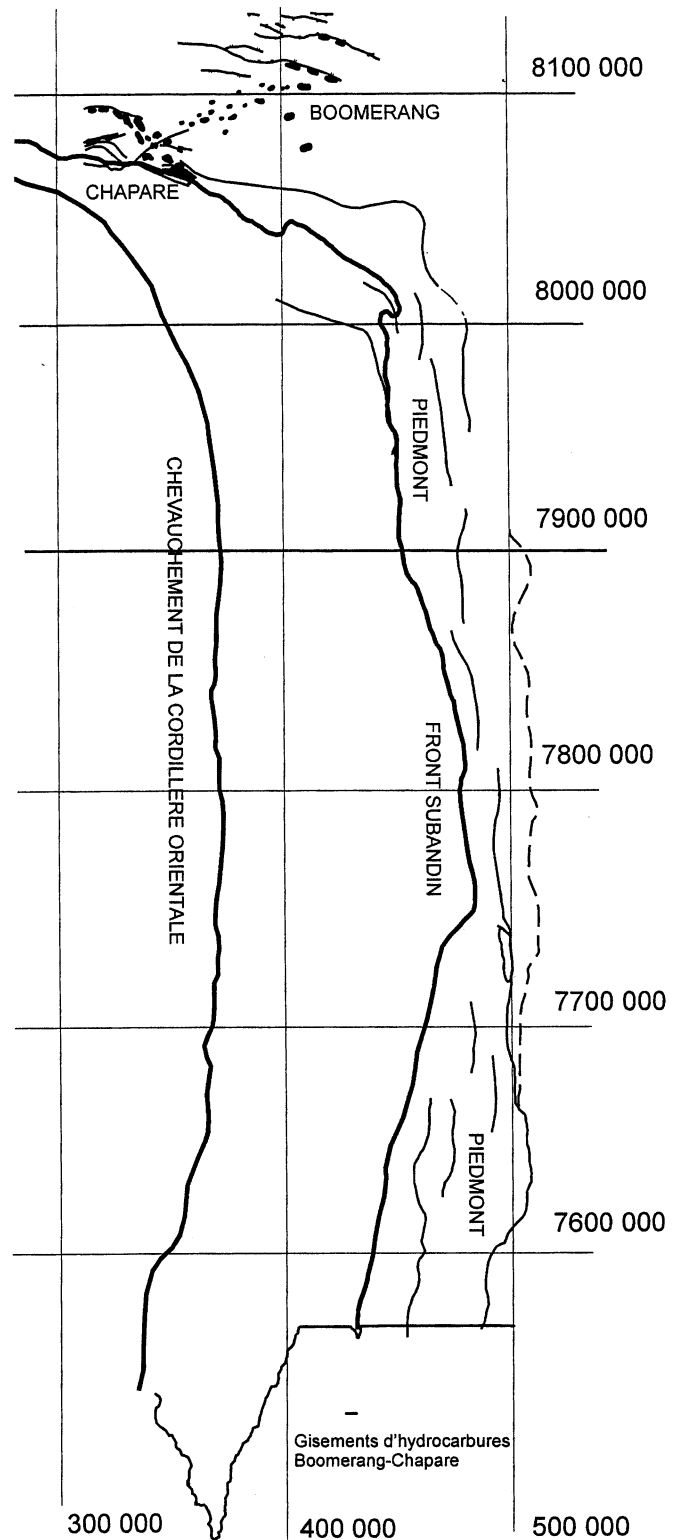 8100 000
BOOMERANG
CHAPARE
8000 000
PIEDMONT
7900 000
CHEVAUCHEMENT DE LA CORDILLERE ORIENTALE
FRONT SUBANDIN
7800 000
7700 000
PIEDMONT
7600 000
Gisements d'hydrocarbures
Boomerang-Chapare
300 000
400 000
500 000